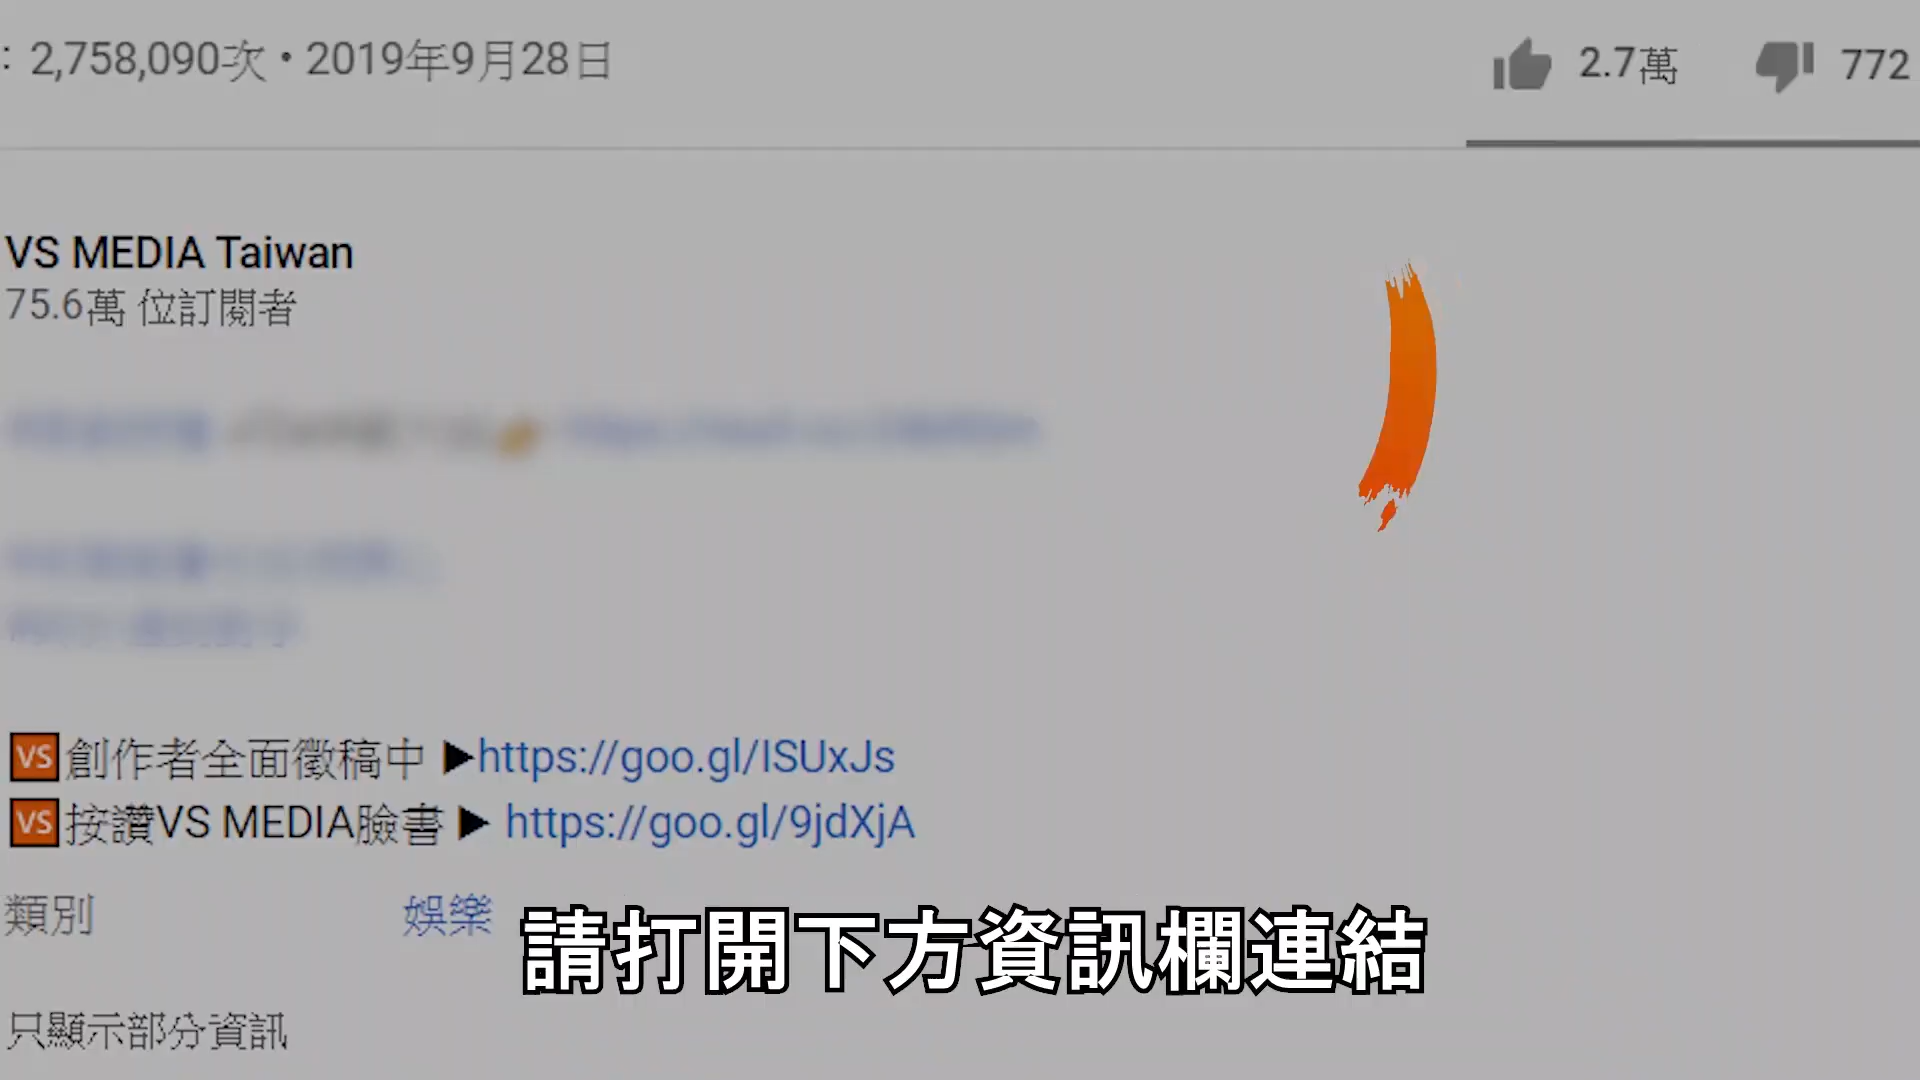 : 2,758,090次 • 2019年9月28日
2.7萬
772
VS MEDIA Taiwan
75.6萬 位訂閱者
VS創作者全面徵稿中 ▶https://goo.gl/ISUxJs
VS按讚VS MEDIA臉書 ▶ https://goo.gl/9jdXjA
類別 娛樂
請打開下方資訊欄連結
只顯示部分資訊